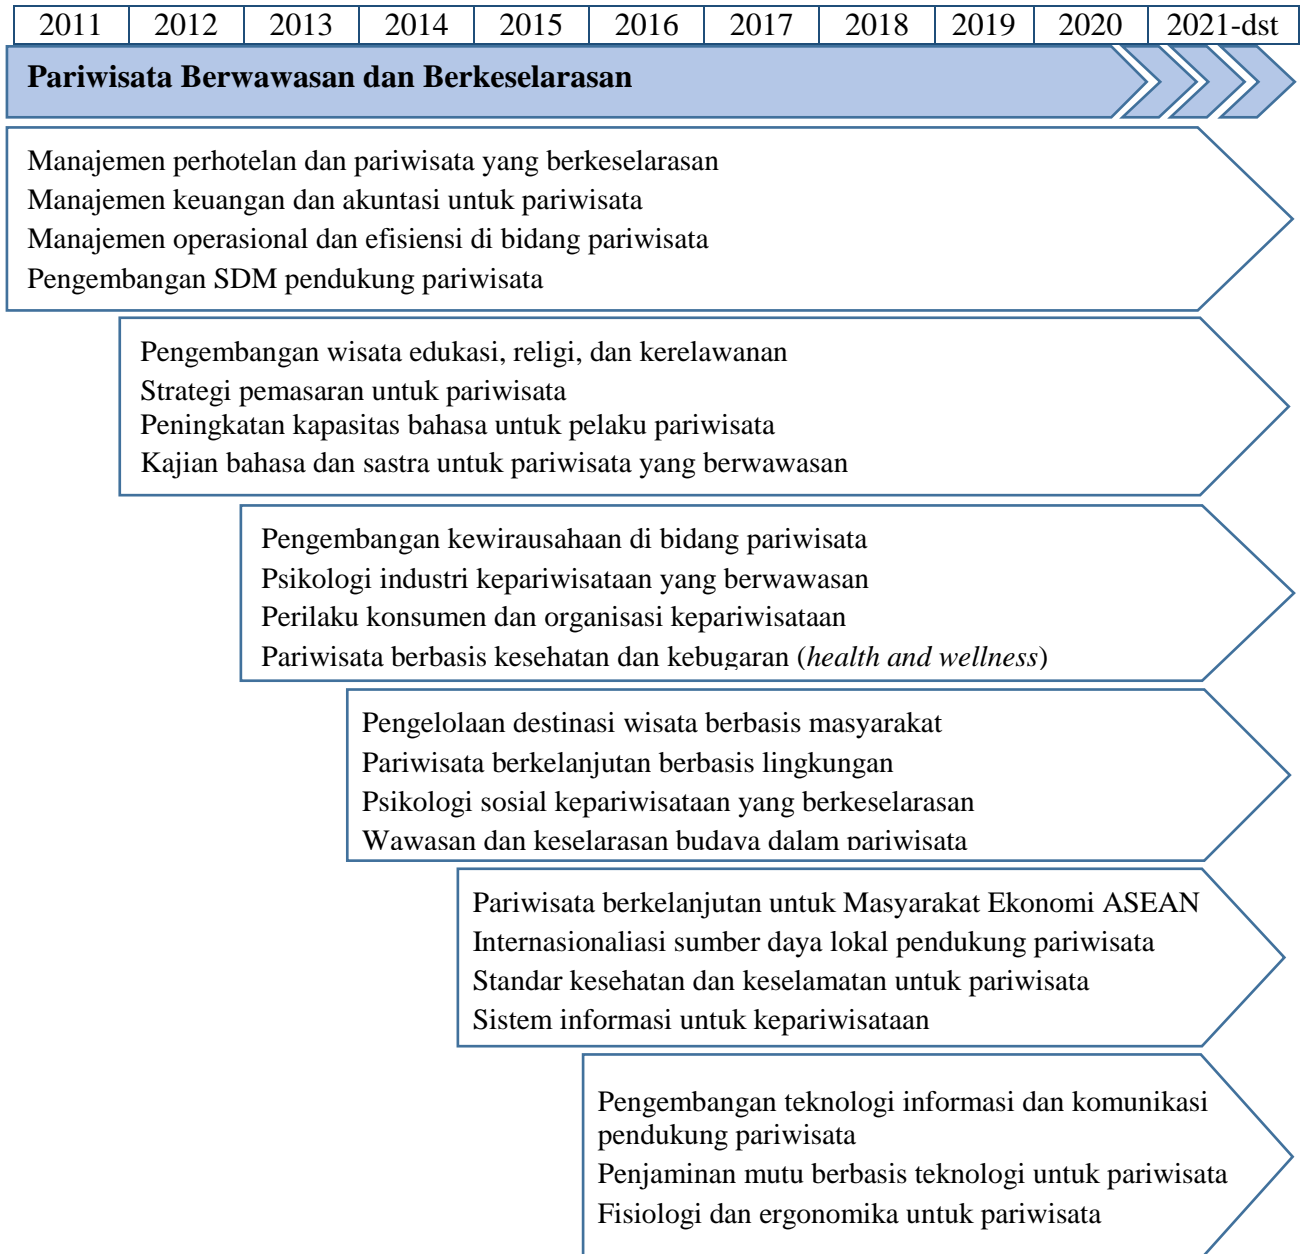 2011 2012 2013 2014 2015 2016 2017 2018 2019 2020 2021-dst
Pariwisata Berwawasan dan Berkeselarasan
Manajemen perhotelan dan pariwisata yang berkeselarasan
Manajemen keuangan dan akuntasi untuk pariwisata
Manajemen operasional dan efisiensi di bidang pariwisata
Pengembangan SDM pendukung pariwisata
Pengembangan wisata edukasi, religi, dan kerelawanan
Strategi pemasaran untuk pariwisata
Peningkatan kapasitas bahasa untuk pelaku pariwisata
Kajian bahasa dan sastra untuk pariwisata yang berwawasan
Pengembangan kewirausahaan di bidang pariwisata
Psikologi industri kepariwisataan yang berwawasan
Perilaku konsumen dan organisasi kepariwisataan
Pariwisata berbasis kesehatan dan kebugaran (health and wellness)
Pengelolaan destinasi wisata berbasis masyarakat
Pariwisata berkelanjutan berbasis lingkungan
Psikologi sosial kepariwisataan yang berkeselarasan
Wawasan dan keselarasan budaya dalam pariwisata
Pariwisata berkelanjutan untuk Masyarakat Ekonomi ASEAN
Internasionaliasi sumber daya lokal pendukung pariwisata
Standar kesehatan dan keselamatan untuk pariwisata
Sistem informasi untuk kepariwisataan
Pengembangan teknologi informasi dan komunikasi
pendukung pariwisata
Penjaminan mutu berbasis teknologi untuk pariwisata
Fisiologi dan ergonomika untuk pariwisata